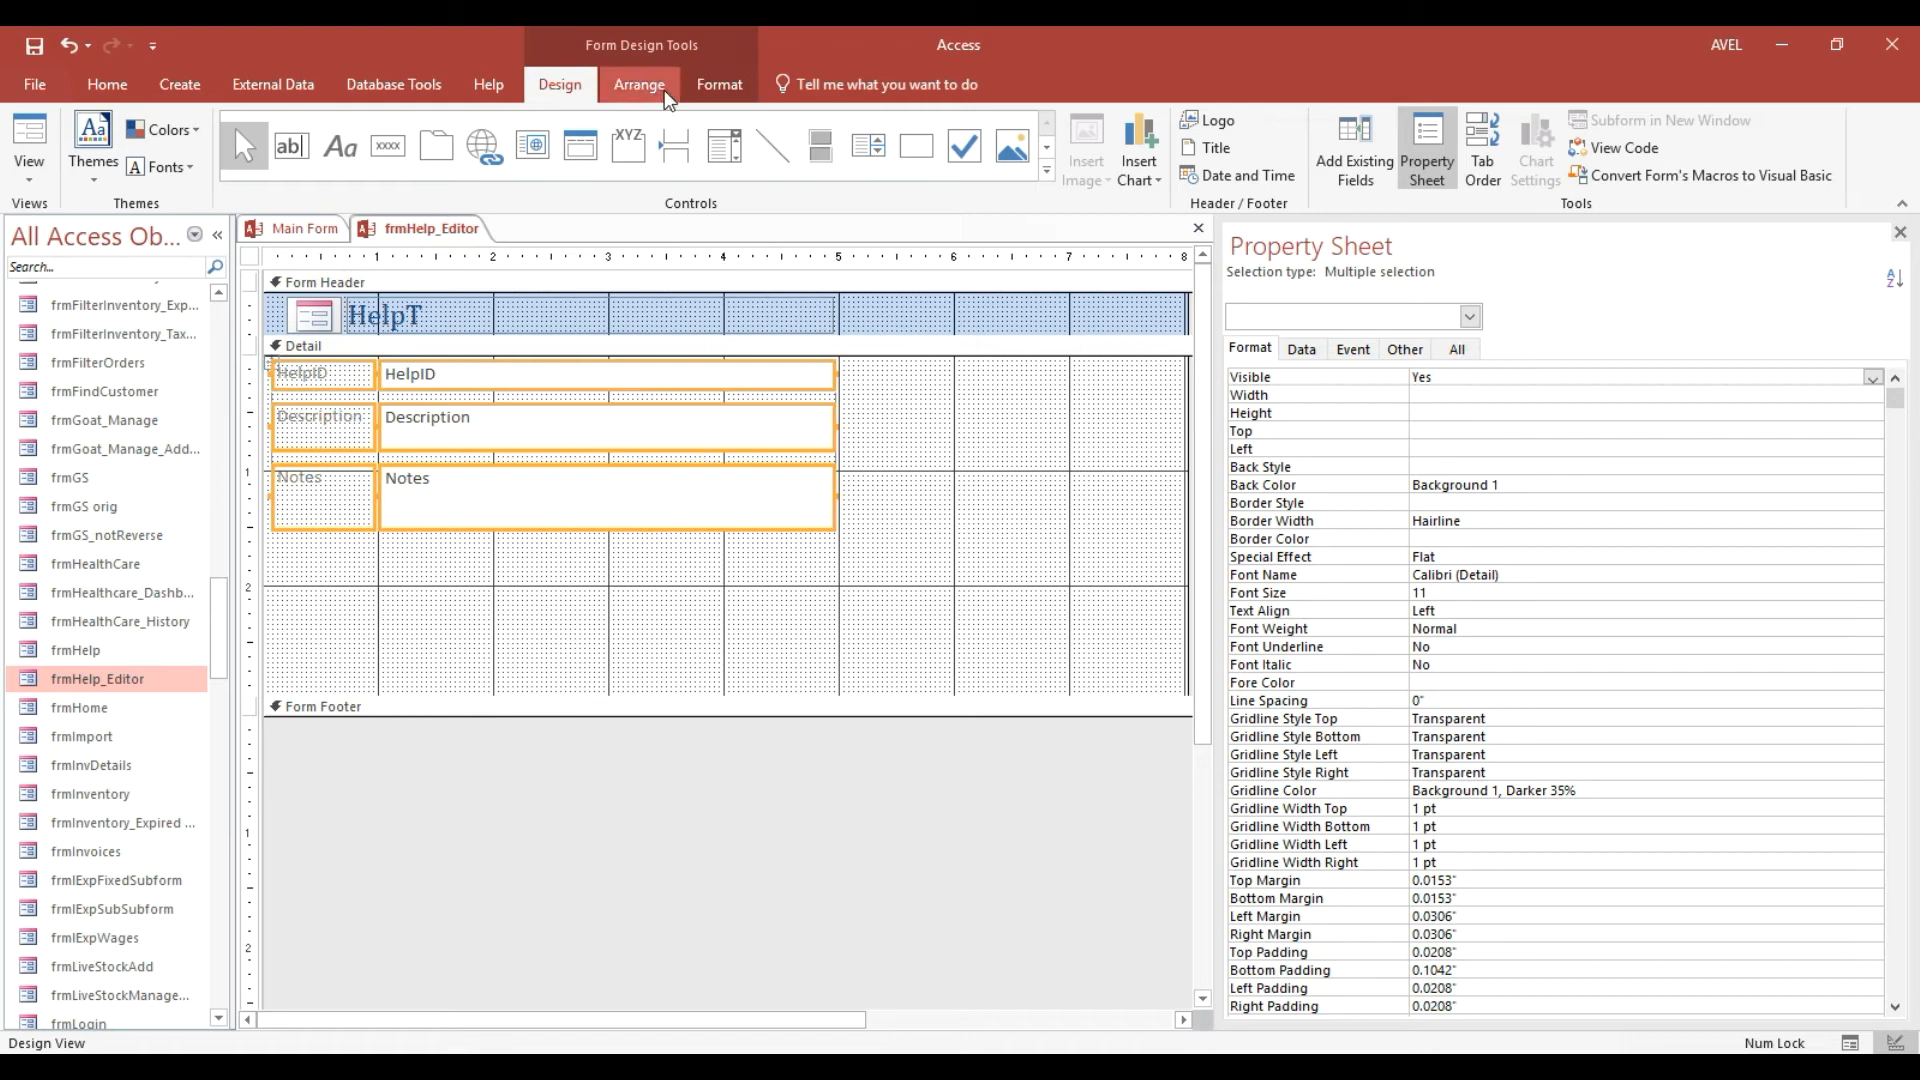 Form Design Tools
Access
AVEL
File
Home
Create
External Data
Database Tools
Help
Design
Arrange
Format
Tell me what you want to do
View
Themes
Colors
Fonts
Insert Image
Insert Chart
Logo
Title
Date and Time
Add Existing Fields
Property Sheet
Tab Order
Chart Settings
Subform in New Window
View Code
Convert Form's Macros to Visual Basic
Views
Themes
Controls
Header / Footer
Tools
All Access Ob...
Search...
frmFilterInventory_Exp...
frmFilterInventory_Tax...
frmFilterOrders
frmFindCustomer
frmGoat_Manage
frmGoat_Manage_Add...
frmGS
frmGS orig
frmGS_notReverse
frmHealthCare
frmHealthcare_Dashb...
frmHealthCare_History
frmHelp
frmHelp_Editor
frmHome
frmImport
frmInvDetails
frmInventory
frmInventory_Expired ...
frmInvoices
frmlExpFixedSubform
frmlExpSubSubform
frmlExpWages
frmLiveStockAdd
frmLiveStockManage...
frmLogin
Main Form
frmHelp_Editor
1 2 3 4 5 6 7 8
Form Header
HelpT
Detail
HelpID
HelpID
Description
Description
Notes
Notes
1
2
Form Footer
1
2
Property Sheet
Selection type: Multiple selection
Format
Data
Event
Other
All
Visible Yes
Width
Height
Top
Left
Back Style
Back Color Background 1
Border Style
Border Width Hairline
Border Color
Special Effect Flat
Font Name Calibri (Detail)
Font Size 11
Text Align Left
Font Weight Normal
Font Underline No
Font Italic No
Fore Color
Line Spacing 0"
Gridline Style Top Transparent
Gridline Style Bottom Transparent
Gridline Style Left Transparent
Gridline Style Right Transparent
Gridline Color Background 1, Darker 35%
Gridline Width Top 1 pt
Gridline Width Bottom 1 pt
Gridline Width Left 1 pt
Gridline Width Right 1 pt
Top Margin 0.0153"
Bottom Margin 0.0153"
Left Margin 0.0306"
Right Margin 0.0306"
Top Padding 0.0208"
Bottom Padding 0.1042"
Left Padding 0.0208"
Right Padding 0.0208"
Design View
Num Lock